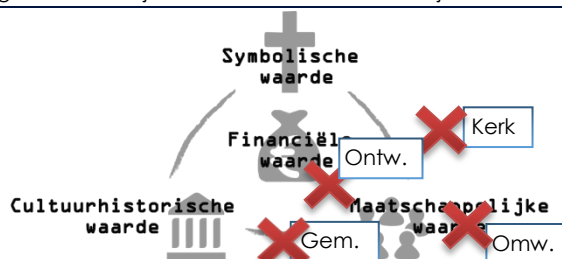 Symbolische
waarde
Kerk
Financiële
waarde
Ontw.
Cultuurhistorische
waarde
Maatschappelijke
waarde
Gem.
Omw.